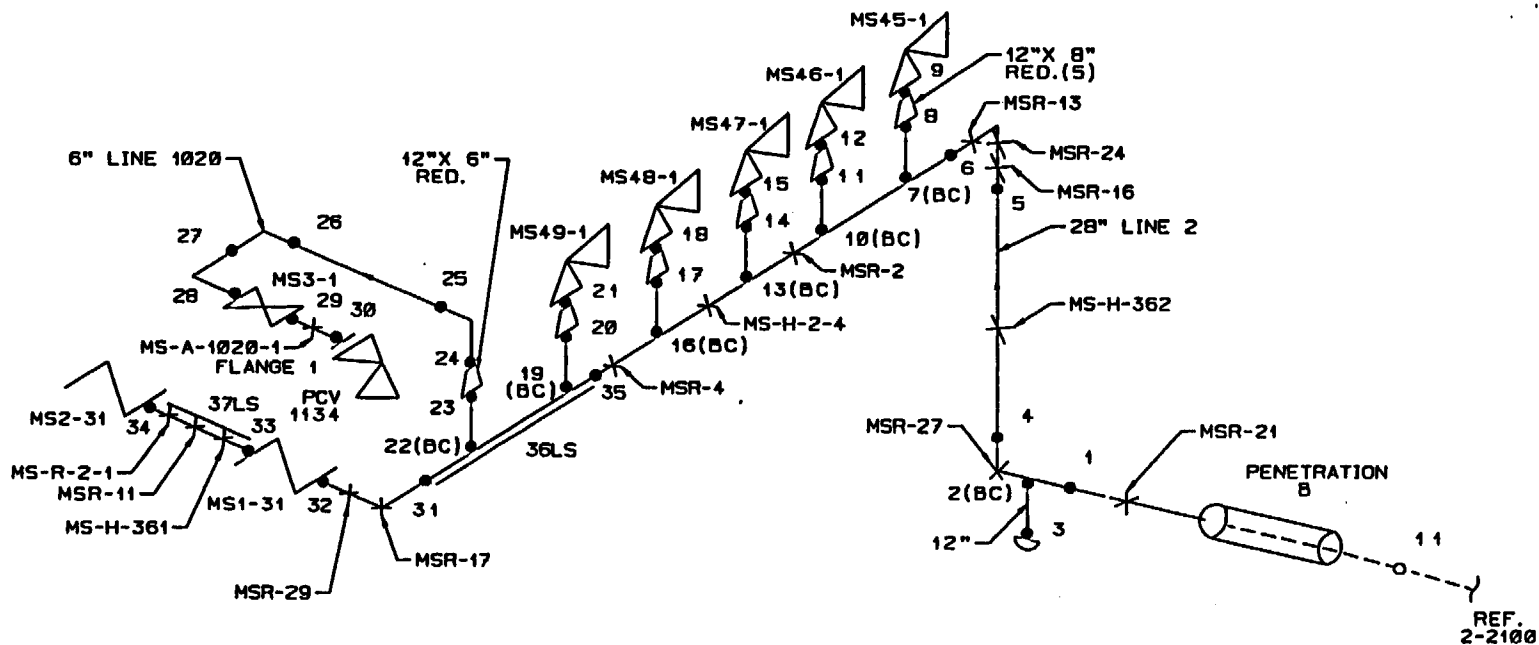 MS45-1
12"X 8"
RED.(5)
9
MS46-1
8
MSR-13
MS47-1
12
6" LINE 1020
12"X 6"
RED.
MS48-1
15
11
6
MSR-24
7(BC)
MSR-16
5
26
27
MS49-1
18
14
10(BC)
28" LINE 2
MSR-2
MS3-1
25
17
13(BC)
28
29
30
21
MS-H-2-4
MS-H-362
20
16(BC)
MS-A-1020-1
FLANGE 1
24
19
(BC)
35
MSR-4
PCV
1134
23
37LS
MS2-31
34
33
22(BC)
36LS
4
MSR-27
MSR-21
1
PENETRATION
8
MS-R-2-1
MSR-11
MS1-31
32
31
2(BC)
MS-H-361
12"
3
11
MSR-17
MSR-29
REF.
2-2100